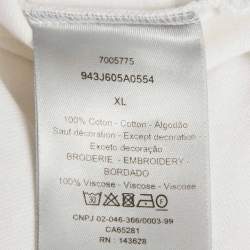 7005775
943J605A0554
XL
100% Cotton - Cotton - Algodão
Sauf décoration - Except decoration
Exceto decoração
BRODERIE - EMBROIDERY -
BORDADO
100% Viscose - Viscose - Viscose
CNPJ 02-046-366/0003-99
CA65281
RN : 143628